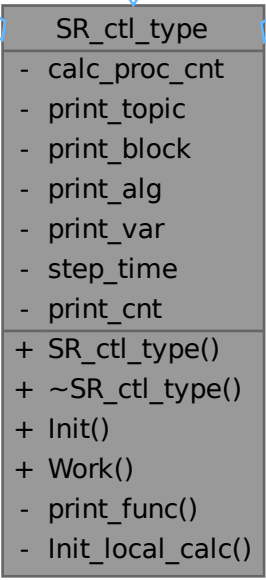 SR_ctl_type
- calc_proc_cnt
- print_topic
- print_block
- print_alg
- print_var
- step_time
- print_cnt
+ SR_ctl_type()
+ ~SR_ctl_type()
+ Init()
+ Work()
- print_func()
- Init_local_calc()